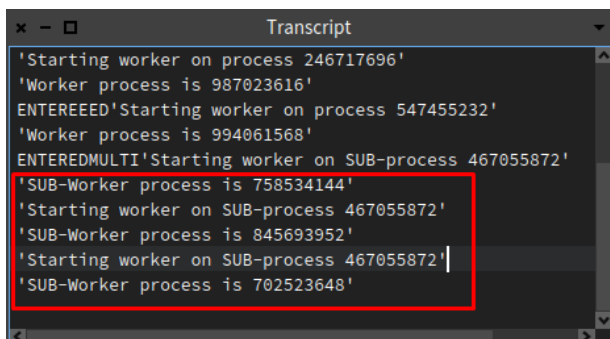 Transcript
'Starting worker on process 246717696'
'Worker process is 987023616'
ENTEREEED'Starting worker on process 547455232'
'Worker process is 994061568'
ENTEREDMULTI'Starting worker on SUB-process 467055872'
'SUB-Worker process is 758534144'
'Starting worker on SUB-process 467055872'
'SUB-Worker process is 845693952'
'Starting worker on SUB-process 467055872'
'SUB-Worker process is 702523648'